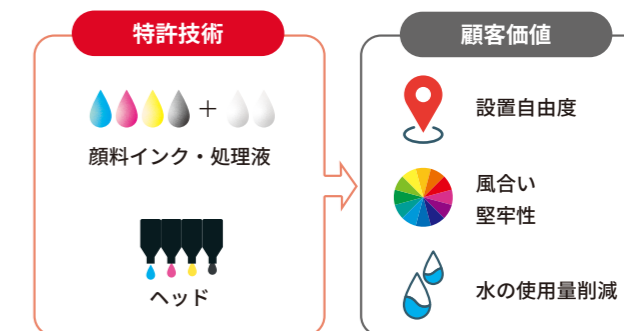 特許技術
+
顔料インク・処理液
ヘッド
顧客価値
設置自由度
風合い
堅牢性
水の使用量削減